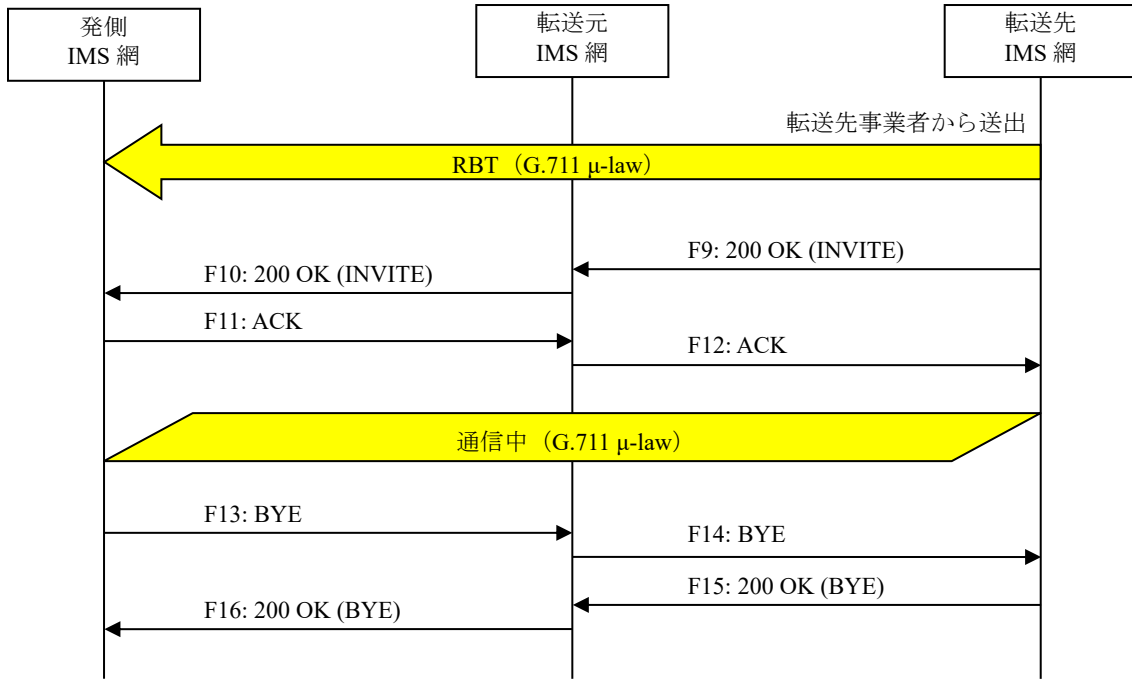 発側
IMS 網
転送元
IMS 網
転送先
IMS 網
転送先事業者から送出
RBT（G.711 μ-law）
F9: 200 OK (INVITE)
F10: 200 OK (INVITE)
F11: ACK
F12: ACK
通信中（G.711 μ-law）
F13: BYE
F14: BYE
F15: 200 OK (BYE)
F16: 200 OK (BYE)